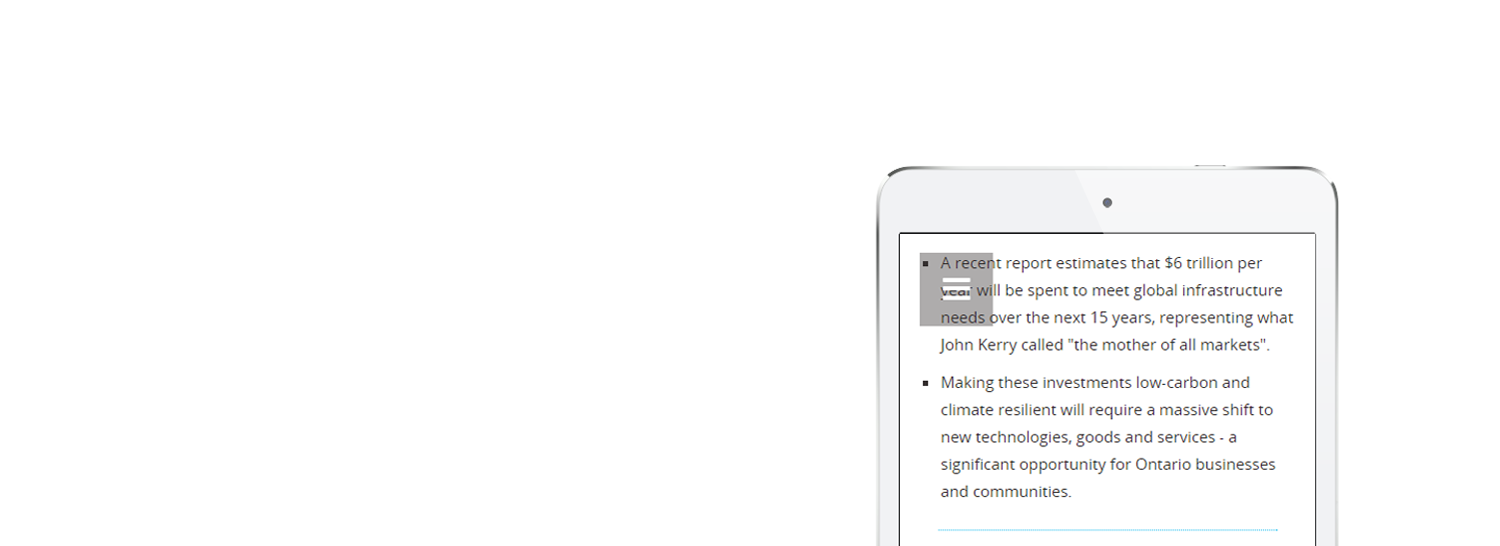 A recent report estimates that $6 trillion per
year will be spent to meet global infrastructure
needs over the next 15 years, representing what
John Kerry called "the mother of all markets".
Making these investments low-carbon and
climate resilient will require a massive shift to
new technologies, goods and services - a
significant opportunity for Ontario businesses
and communities.